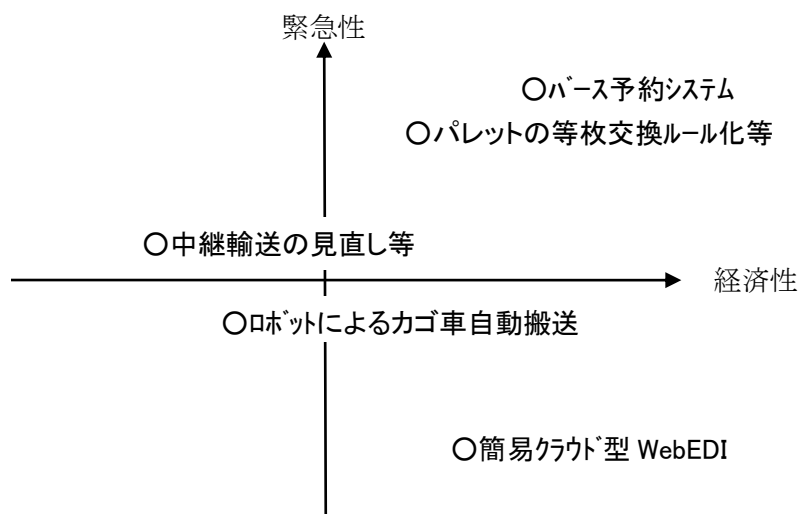 緊急性
○バース予約システム
○パレットの等枚交換ルール化等
○中継輸送の見直し等
経済性
○ロボットによるカゴ車自動搬送
○簡易クラウド型 WebEDI